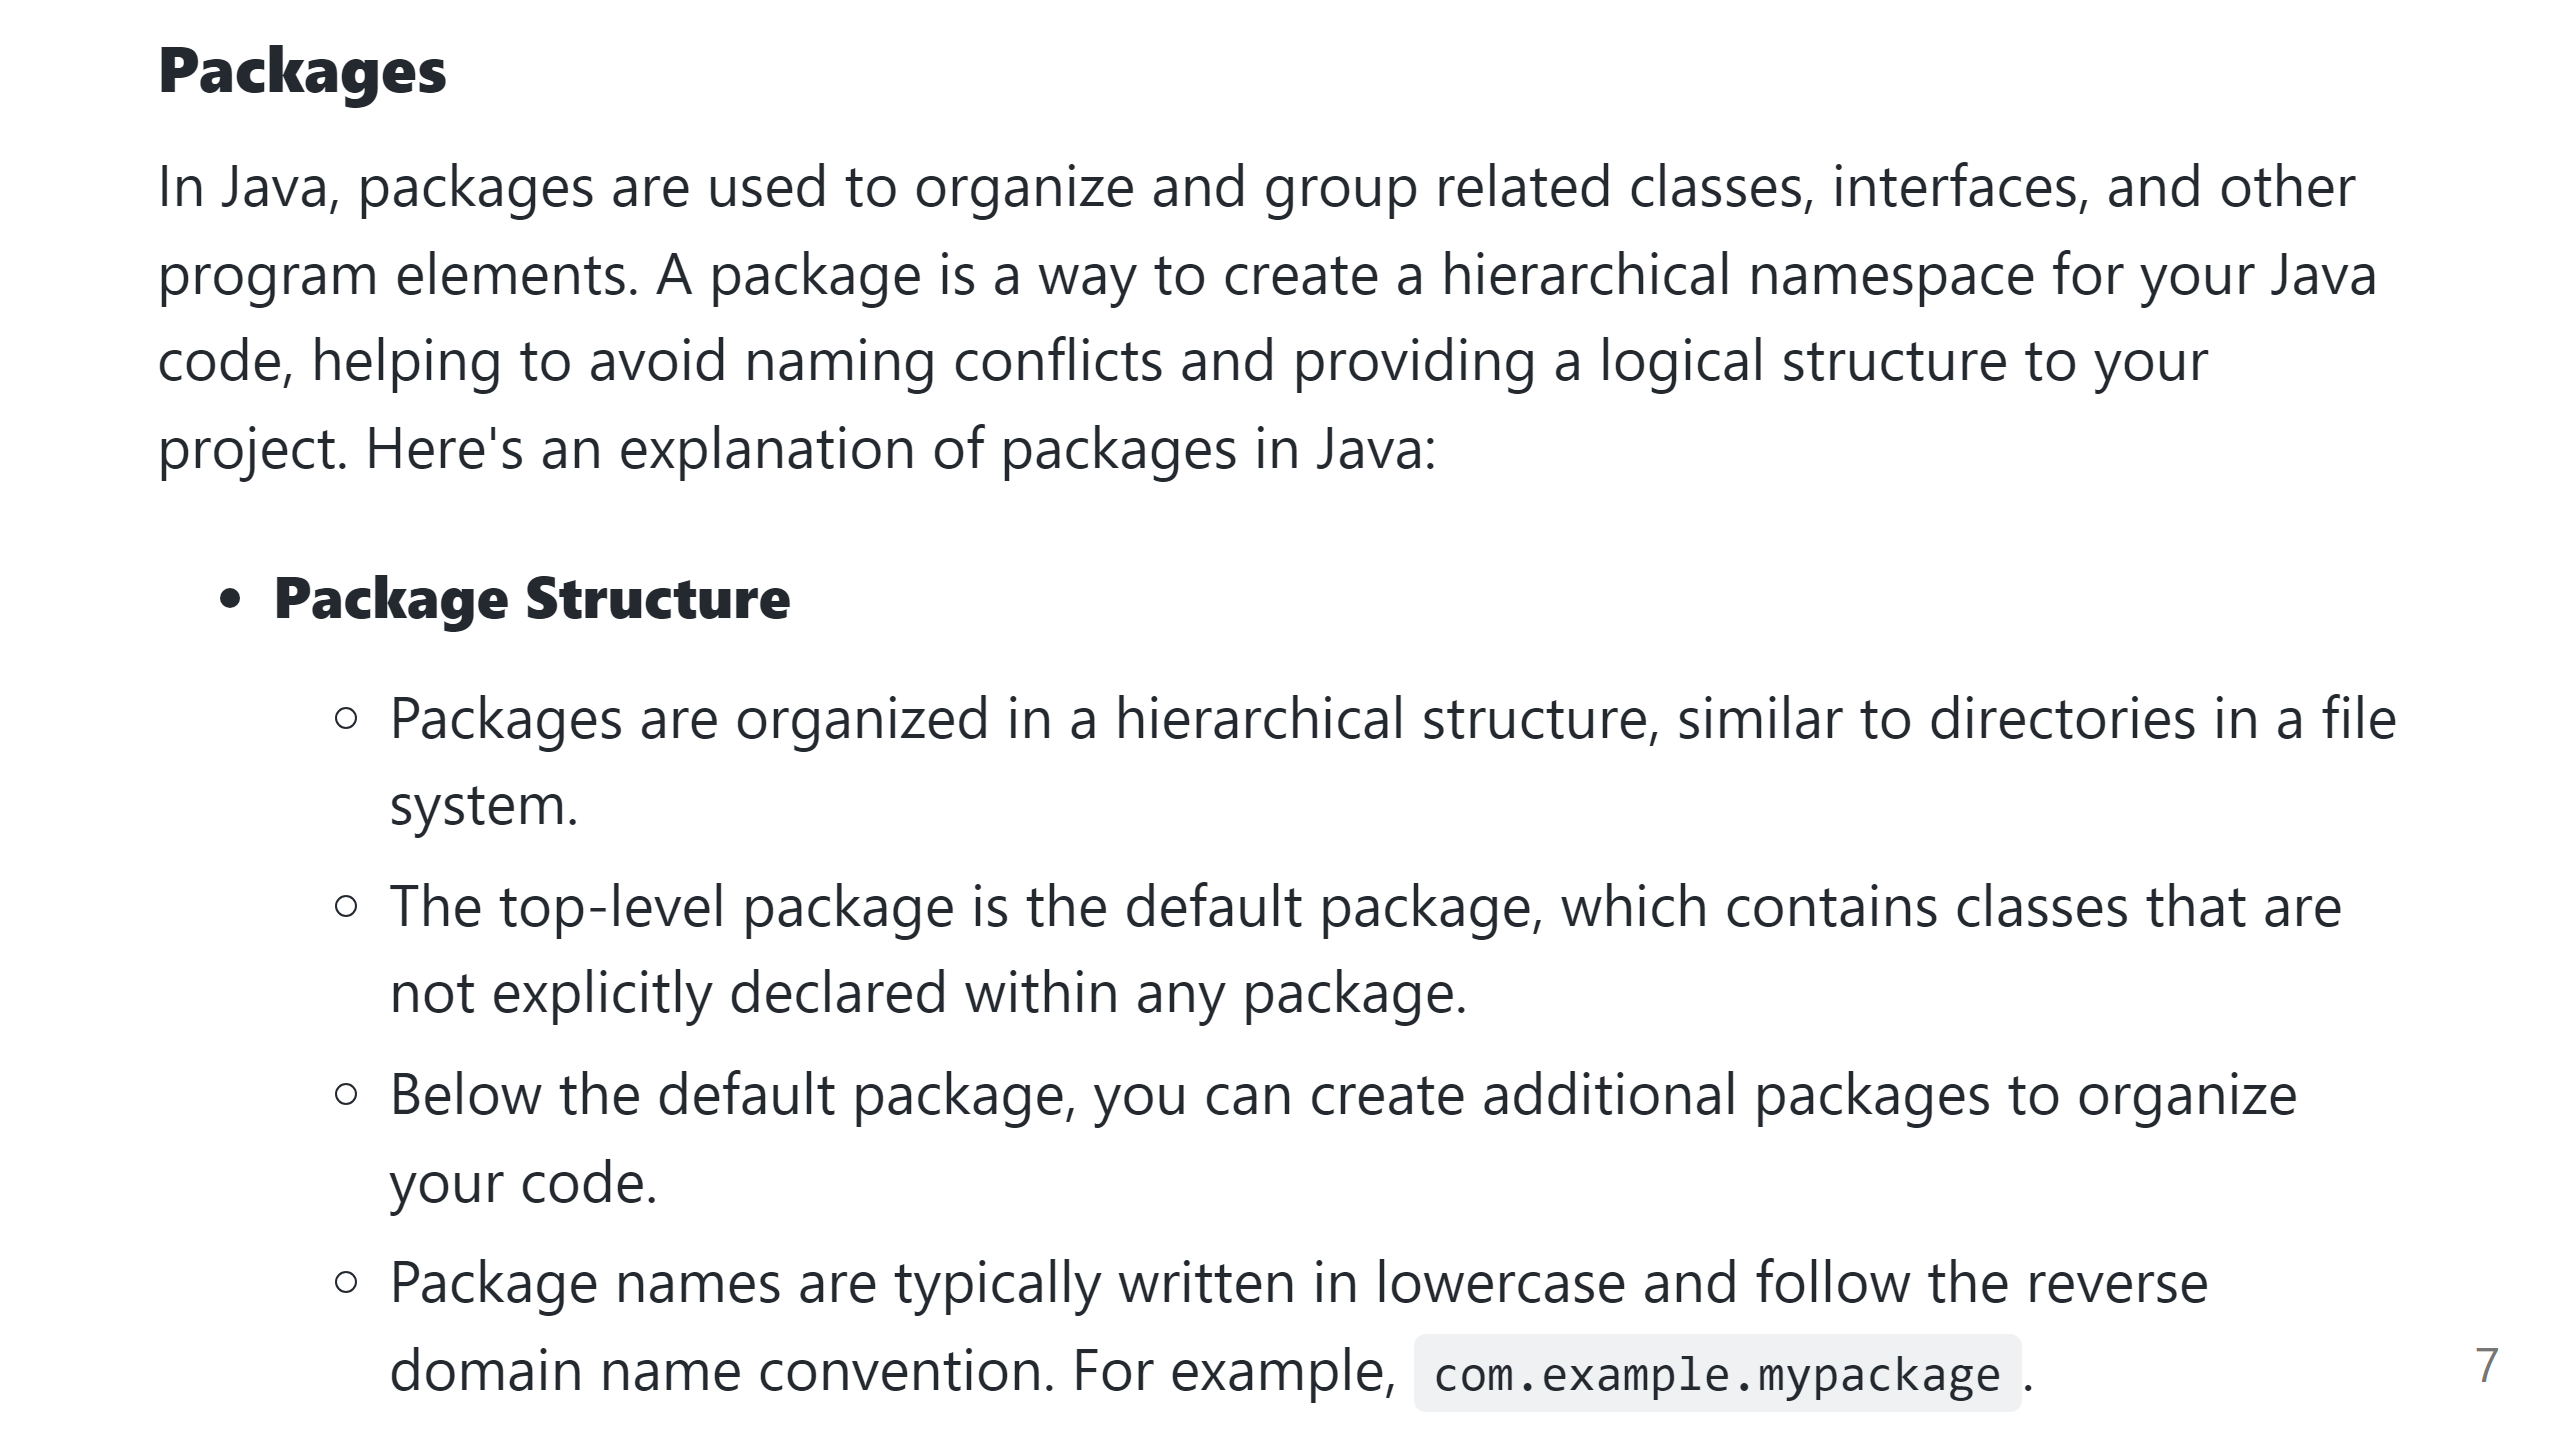 Packages
In Java, packages are used to organize and group related classes, interfaces, and other
program elements. A package is a way to create a hierarchical namespace for your Java
code, helping to avoid naming conflicts and providing a logical structure to your
project. Here's an explanation of packages in Java:
• Package Structure
○ Packages are organized in a hierarchical structure, similar to directories in a file
system.
○ The top-level package is the default package, which contains classes that are
not explicitly declared within any package.
○ Below the default package, you can create additional packages to organize
your code.
○ Package names are typically written in lowercase and follow the reverse
domain name convention. For example, com.example.mypackage.
7